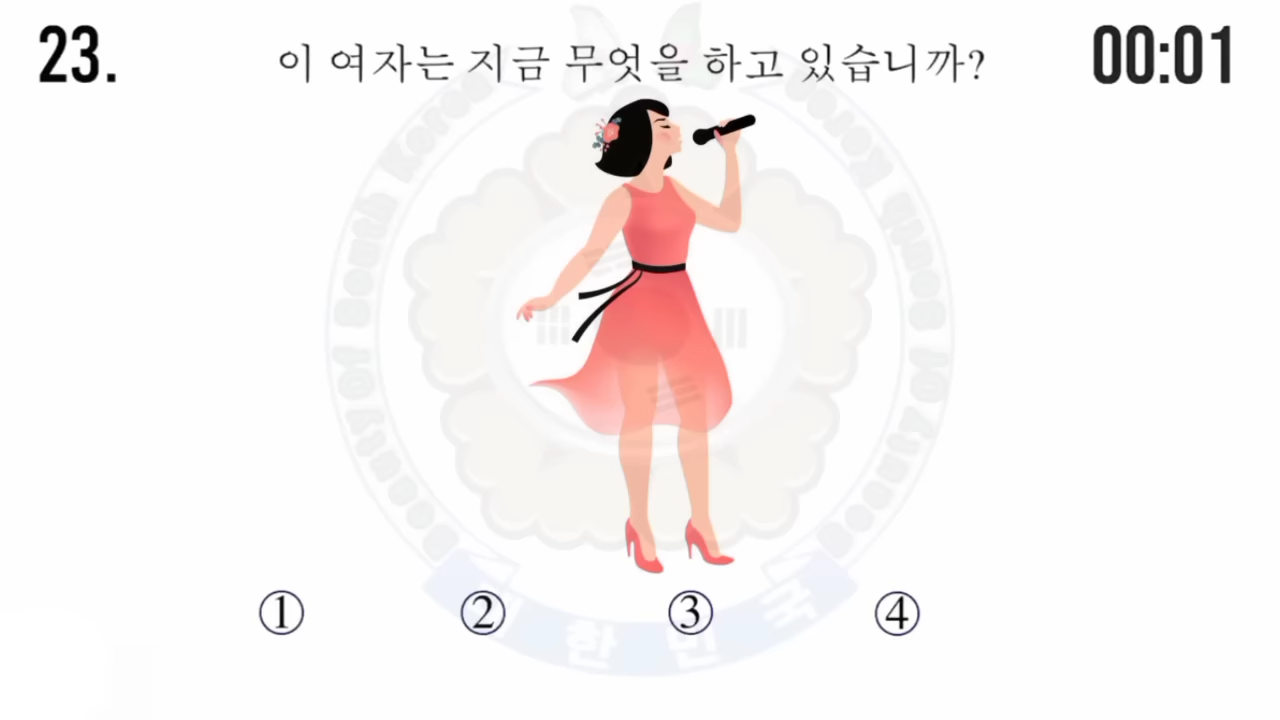 23.
이 여자는 지금 무엇을 하고 있습니까?
00:01
① ② ③ ④